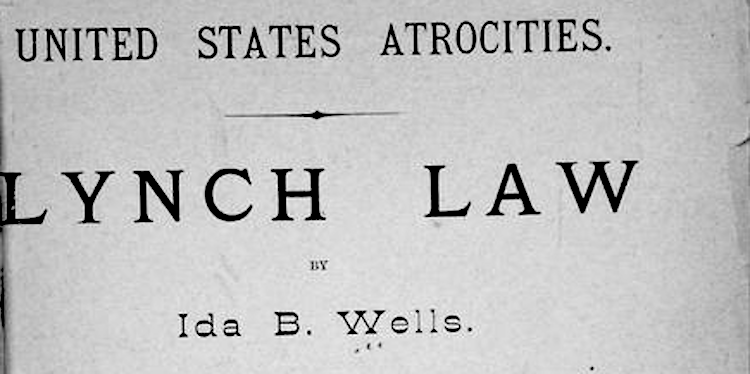 UNITED STATES ATROCITIES.
LYNCH LAW
BY
Ida B. Wells.